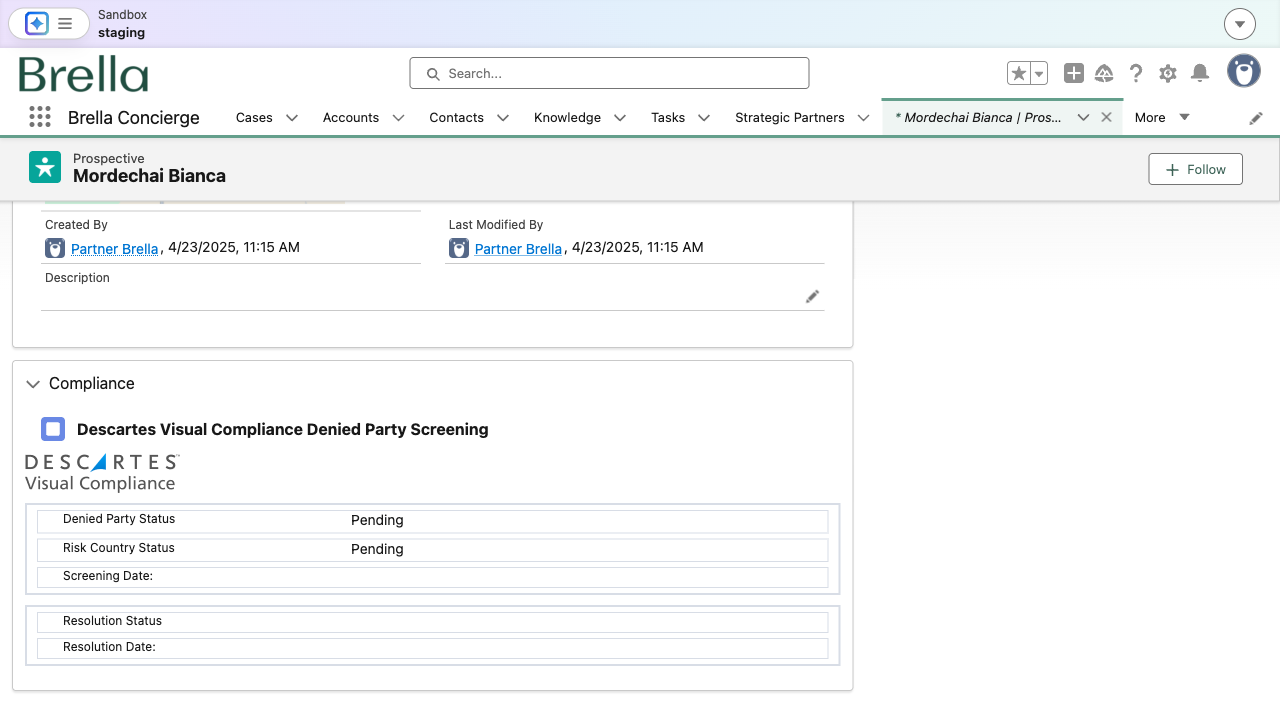 Sandbox
staging
Brella
Search...
Brella Concierge
Cases
Accounts
Contacts
Knowledge
Tasks
Strategic Partners
* Mordechai Bianca | Pros...
More
Prospective
Mordechai Bianca
Follow
Created By
Last Modified By
Partner Brella, 4/23/2025, 11:15 AM
Partner Brella, 4/23/2025, 11:15 AM
Description
Compliance
Descartes Visual Compliance Denied Party Screening
DESCARTES™
Visual Compliance
Denied Party Status Pending
Risk Country Status Pending
Screening Date:
Resolution Status
Resolution Date: